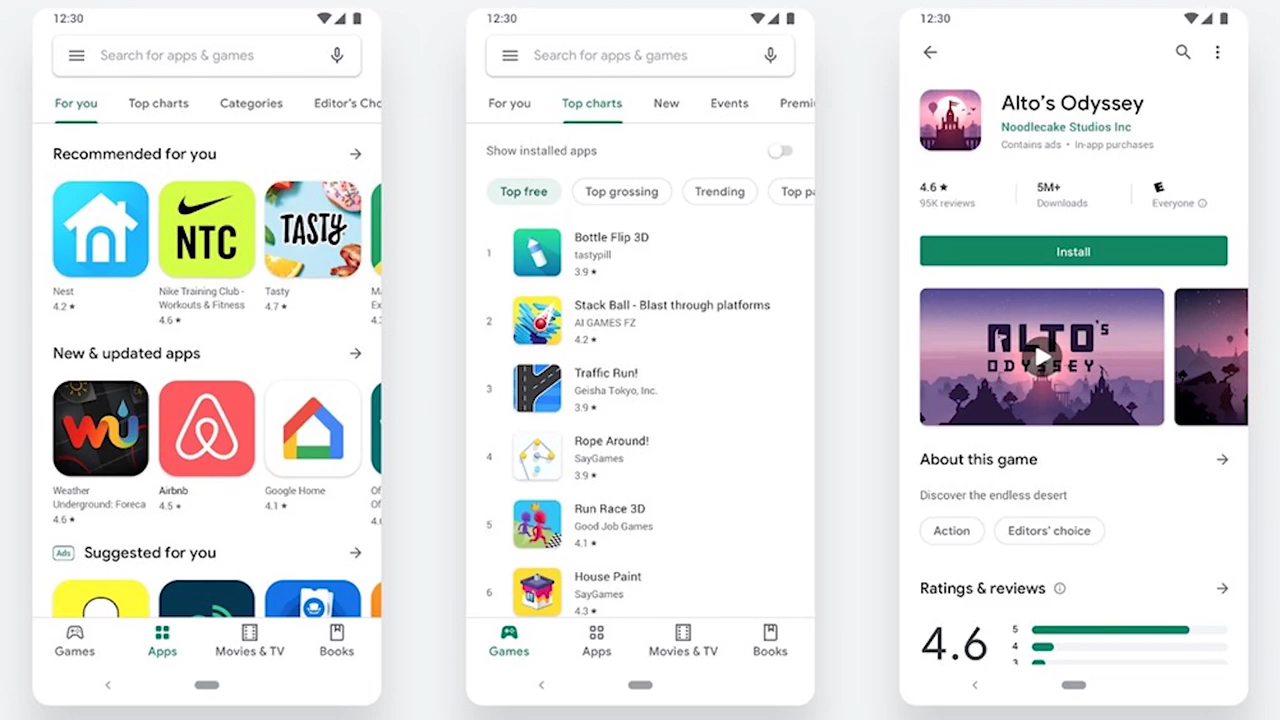 12:30
Search for apps & games
For you Top charts Categories Editor's Cho
Recommended for you
NTC
TASTY
Nest
4.2 ★
Nike Training Club -
Workouts & Fitness
4.6 ★
Tasty
4.7 ★
New & updated apps
WU
Weather
Underground: Foreca
4.6 ★
Airbnb
4.5 ★
Google Home
4.1 ★
Ads Suggested for you
Games Apps Movies & TV Books
12:30
Search for apps & games
For you Top charts New Events Premi
Show installed apps
Top free Top grossing Trending Top pa
1
Bottle Flip 3D
tastypill
3.9 ★
2
Stack Ball - Blast through platforms
AI GAMES FZ
4.2 ★
3
Traffic Run!
Geisha Tokyo, Inc.
3.9 ★
4
Rope Around!
SayGames
3.9 ★
5
Run Race 3D
Good Job Games
4.1 ★
6
House Paint
SayGames
4.3 ★
Games Apps Movies & TV Books
12:30
Alto's Odyssey
Noodlecake Studios Inc
Contains ads • In-app purchases
4.6 ★ 5M+ E
95K reviews Downloads Everyone
Install
ALTO's
ODYSSEY
About this game
Discover the endless desert
Action Editors' choice
Ratings & reviews
4.6
5
4
3